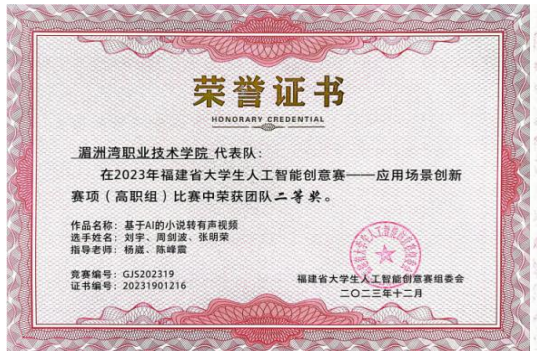 荣誉证书
HONORARY CREDENTIAL
湄洲湾职业技术学院 代表队：
在2023年福建省大学生人工智能创意赛——应用场景创新
赛项（高职组）比赛中荣获团队二等奖。
作品名称：基于AI的小说转有声视频
选手姓名：刘宇、周剑波、张明荣
指导老师：杨崴、陈峰震
竞赛编号：GJS202319
证书编号：20231901216
福建省大学生人工智能创意赛组委会
二〇二三年十二月